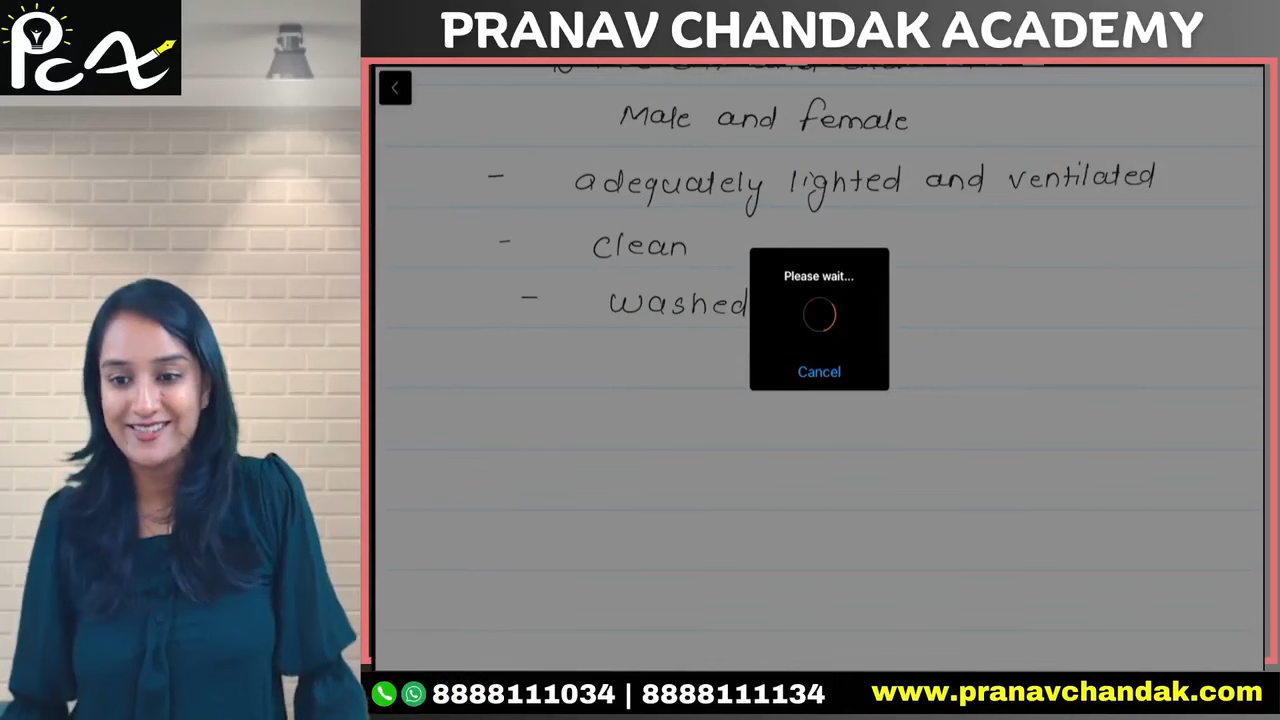 PCA
PRANAV CHANDAK ACADEMY
Male and female
- adequately lighted and ventilated
- clean
- washed
Please wait...
Cancel
8888111034 | 8888111134
www.pranavchandak.com